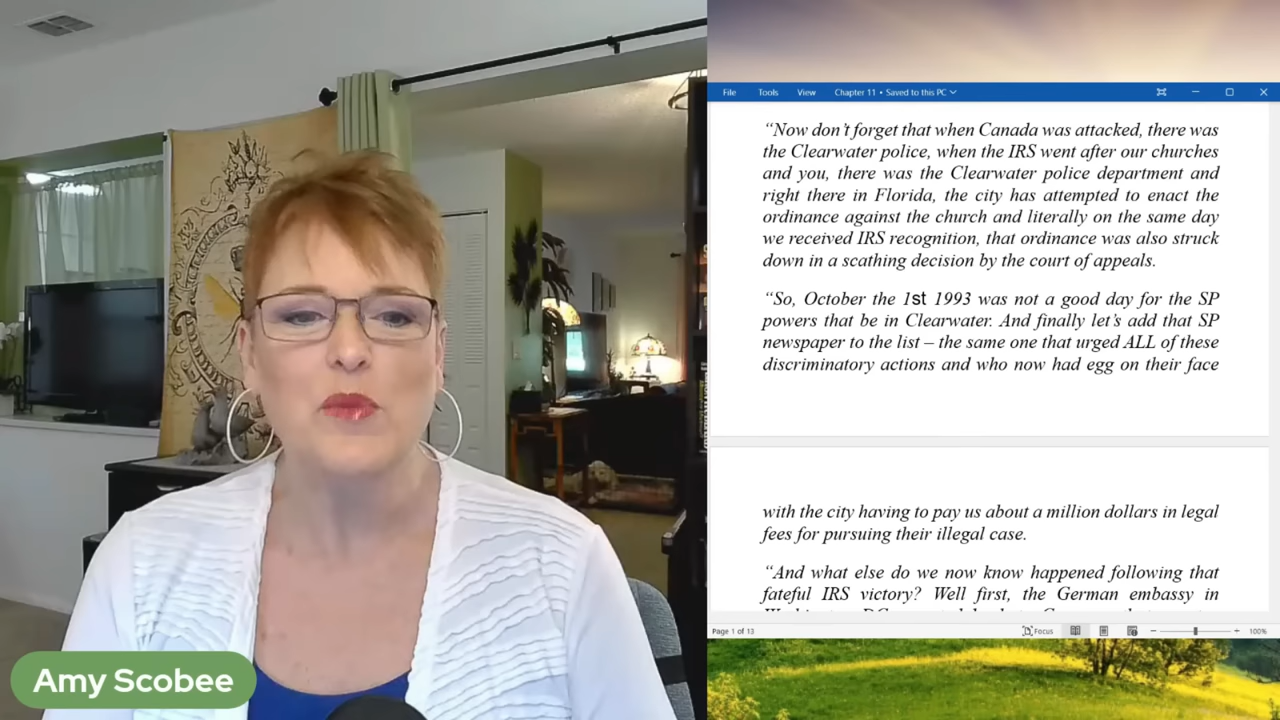 File Tools View Chapter 11 • Saved to this PC
“Now don’t forget that when Canada was attacked, there was
the Clearwater police, when the IRS went after our churches
and you, there was the Clearwater police department and
right there in Florida, the city has attempted to enact the
ordinance against the church and literally on the same day
we received IRS recognition, that ordinance was also struck
down in a scathing decision by the court of appeals.
“So, October the 1st 1993 was not a good day for the SP
powers that be in Clearwater. And finally let’s add that SP
newspaper to the list – the same one that urged ALL of these
discriminatory actions and who now had egg on their face
with the city having to pay us about a million dollars in legal
fees for pursuing their illegal case.
“And what else do we now know happened following that
fateful IRS victory? Well first, the German embassy in
Page 1 of 13 Focus 100%
Amy Scobee